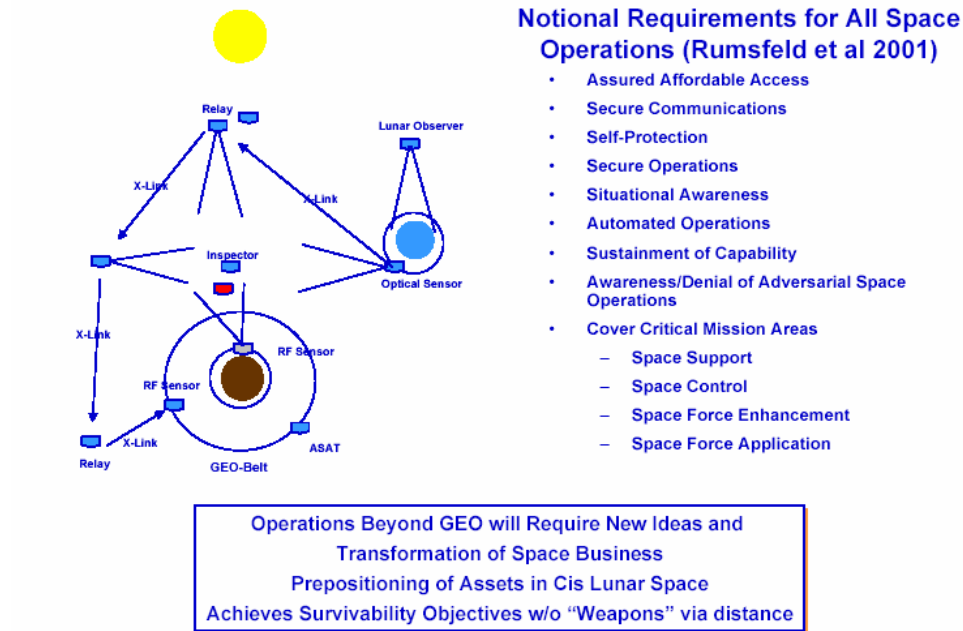 Notional Requirements for All Space
Operations (Rumsfeld et al 2001)
• Assured Affordable Access
• Secure Communications
• Self-Protection
• Secure Operations
• Situational Awareness
• Automated Operations
• Sustainment of Capability
• Awareness/Denial of Adversarial Space
Operations
• Cover Critical Mission Areas
– Space Support
– Space Control
– Space Force Enhancement
– Space Force Application
Relay
Lunar Observer
X-Link
X-Link
Inspector
Optical Sensor
X-Link
RF Sensor
RF Sensor
X-Link
ASAT
Relay
GEO-Belt
Operations Beyond GEO will Require New Ideas and
Transformation of Space Business
Prepositioning of Assets in Cis Lunar Space
Achieves Survivability Objectives w/o “Weapons” via distance